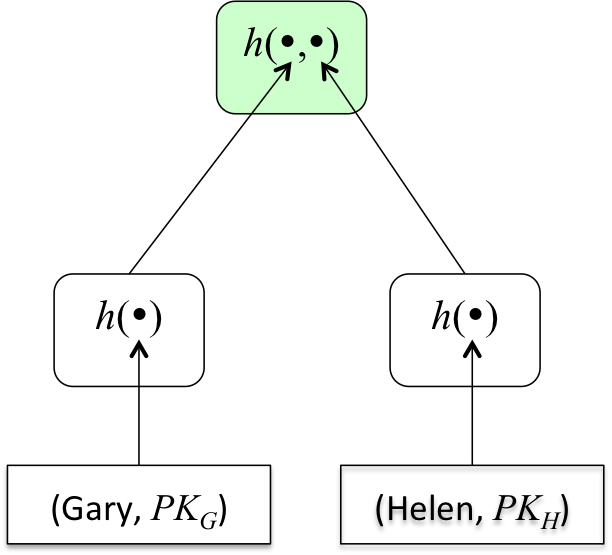 h(•,•)
h(•) h(•)
(Gary, PK_G) (Helen, PK_H)